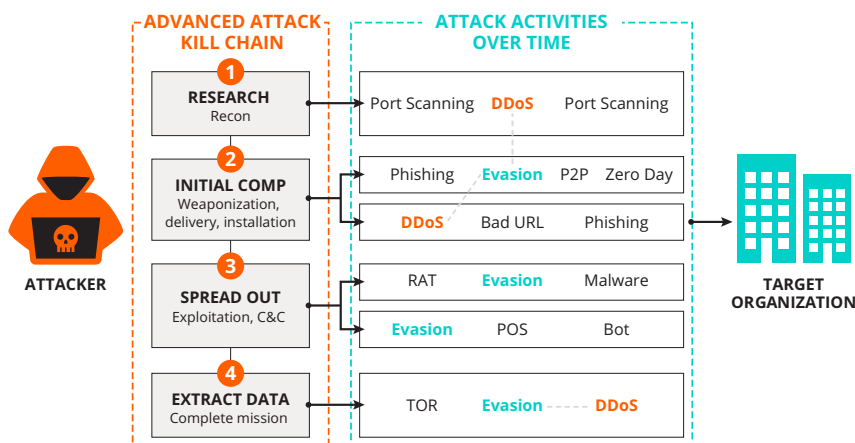 ADVANCED ATTACK
KILL CHAIN
ATTACK ACTIVITIES
OVER TIME
1
RESEARCH
Recon
Port Scanning DDoS Port Scanning
2
INITIAL COMP
Weaponization,
delivery, installation
Phishing Evasion P2P Zero Day
DDoS Bad URL Phishing
ATTACKER
3
SPREAD OUT
Exploitation, C&C
RAT Evasion Malware
Evasion POS Bot
TARGET
ORGANIZATION
4
EXTRACT DATA
Complete mission
TOR Evasion DDoS